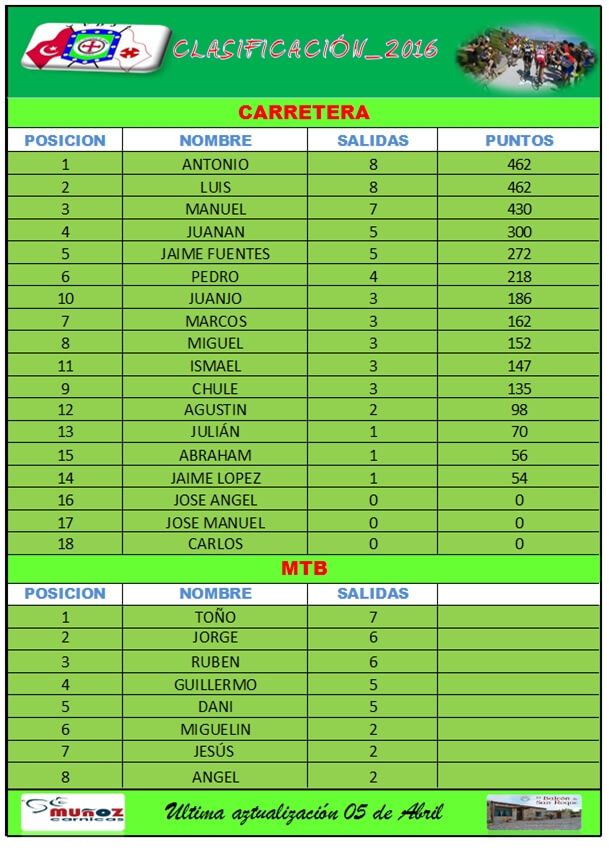 CLASIFICACIÓN_2016
CARRETERA
POSICION NOMBRE SALIDAS PUNTOS
1 ANTONIO 8 462
2 LUIS 8 462
3 MANUEL 7 430
4 JUANAN 5 300
5 JAIME FUENTES 5 272
6 PEDRO 4 218
10 JUANJO 3 186
7 MARCOS 3 162
8 MIGUEL 3 152
11 ISMAEL 3 147
9 CHULE 3 135
12 AGUSTIN 2 98
13 JULIÁN 1 70
15 ABRAHAM 1 56
14 JAIME LOPEZ 1 54
16 JOSE ANGEL 0 0
17 JOSE MANUEL 0 0
18 CARLOS 0 0
MTB
POSICION NOMBRE SALIDAS
1 TOÑO 7
2 JORGE 6
3 RUBEN 6
4 GUILLERMO 5
5 DANI 5
6 MIGUELIN 2
7 JESÚS 2
8 ANGEL 2
MUÑOZ
carnicas
Ultima aztualización 05 de Abril
El Balcón de
San Roque